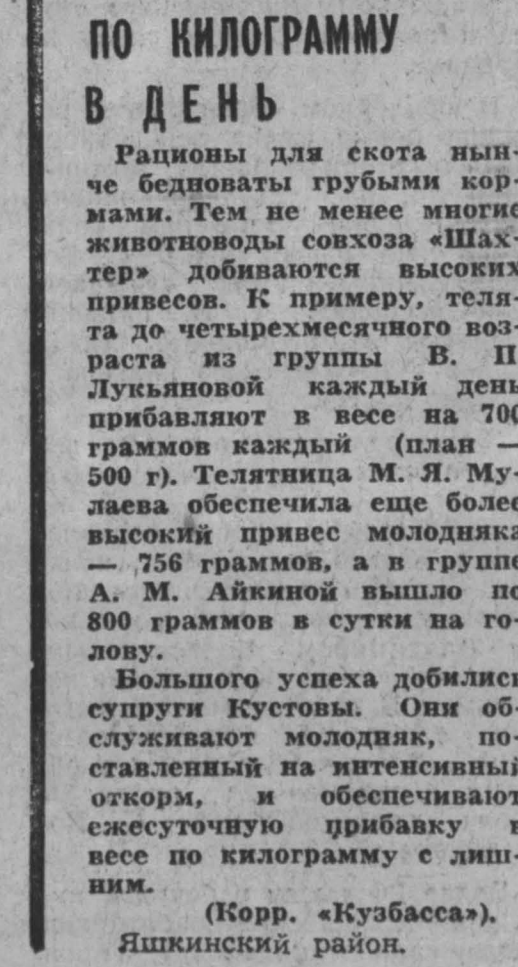 ПО КИЛОГРАММУ
В ДЕНЬ
Рационы для скота нын-
че бедноваты грубыми кор-
мами. Тем не менее многие
животноводы совхоза «Шах-
тер» добиваются высоких
привесов. К примеру, теля-
та до четырехмесячного воз-
раста из группы В. П.
Лукьяновой каждый день
прибавляют в весе на 700
граммов каждый (план —
500 г). Телятница М. Я. Му-
лаева обеспечила еще более
высокий привес молодняка
— 756 граммов, а в группе
А. М. Айкиной вышло по
800 граммов в сутки на го-
лову.
Большого успеха добились
супруги Кустовы. Они об-
служивают молодняк, по-
ставленный на интенсивный
откорм, и обеспечивают
ежесуточную прибавку в
весе по килограмму с лиш-
ним.
(Корр. «Кузбасса»).
Яшкинский район.